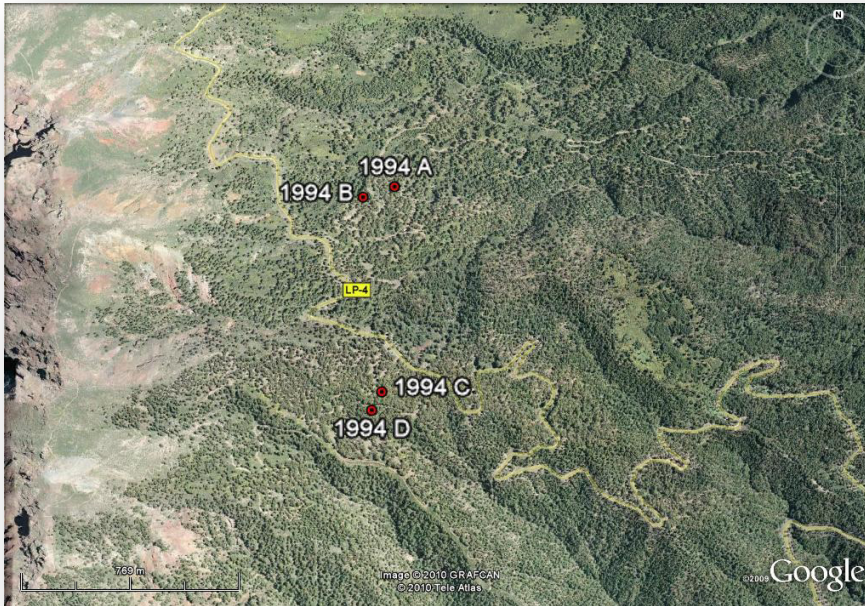 N
1994 A
1994 B
LP-4
1994 C
1994 D
769 m
Image © 2010 GRAFCAN
© 2010 Tele Atlas
©2009 Google